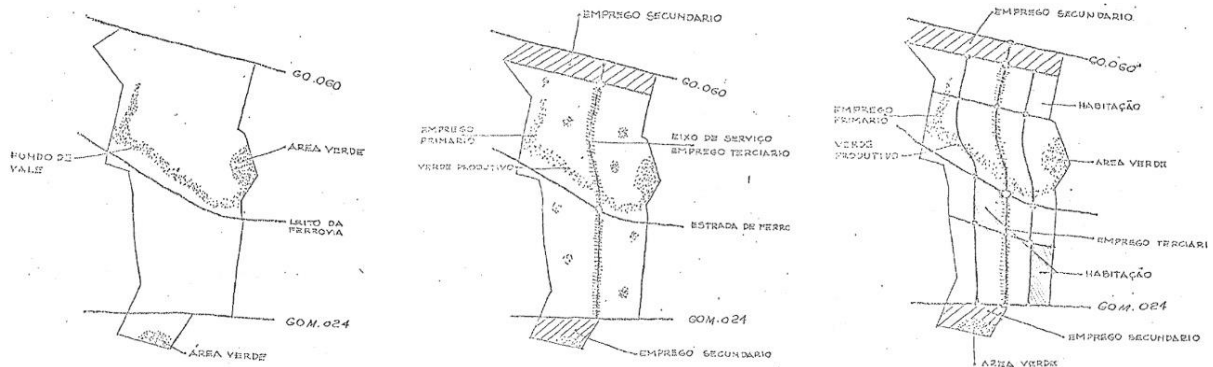 GO.060
FUNDO DE
VALE
ÁREA VERDE
LEITO DA
FERROVIA
GOM.024
ÁREA VERDE
EMPREGO SECUNDARIO
GO.060
EMPREGO
PRIMARIO
VERDE PRODUTIVO
EIXO DE SERVIÇO
EMPREGO TERCIARIO
ESTRADA DE FERRO
GOM.024
EMPREGO SECUNDARIO
EMPREGO SECUNDARIO
GO.060
HABITAÇÃO
EMPREGO
PRIMARIO
VERDE
PRODUTIVO
AREA VERDE
EMPREGO TERCIARI
HABITAÇÃO
GOM.024
EMPREGO
SECUNDARIO
AREA VERDE